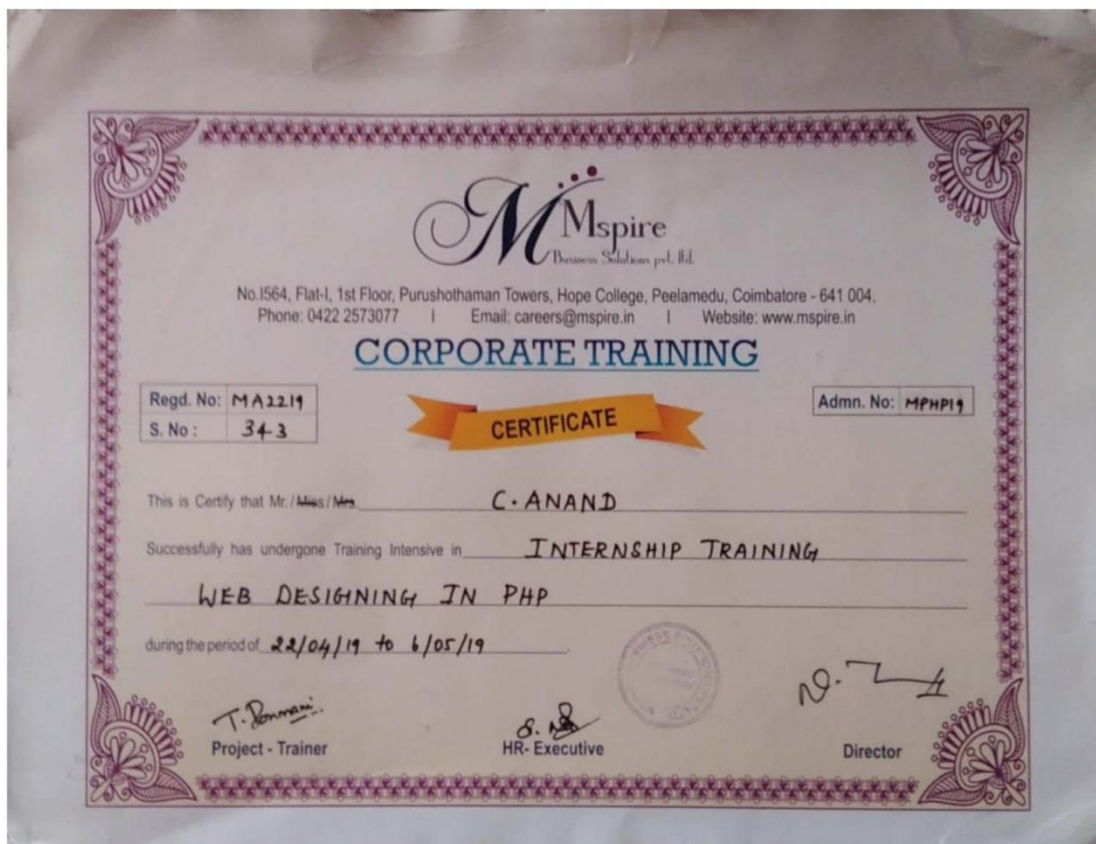 M Mspire
Business Solutions pvt. ltd.
No.I564, Flat-I, 1st Floor, Purushothaman Towers, Hope College, Peelamedu, Coimbatore - 641 004.
Phone: 0422 2573077 | Email: careers@mspire.in | Website: www.mspire.in
CORPORATE TRAINING
Regd. No: MA2219
S. No : 343
Admn. No: MPHP19
CERTIFICATE
This is Certify that Mr./Miss/Mrs. C. ANAND
Successfully has undergone Training Intensive in INTERNSHIP TRAINING
WEB DESIGNING IN PHP
during the period of 22/04/19 to 6/05/19
Project - Trainer
HR- Executive
Director